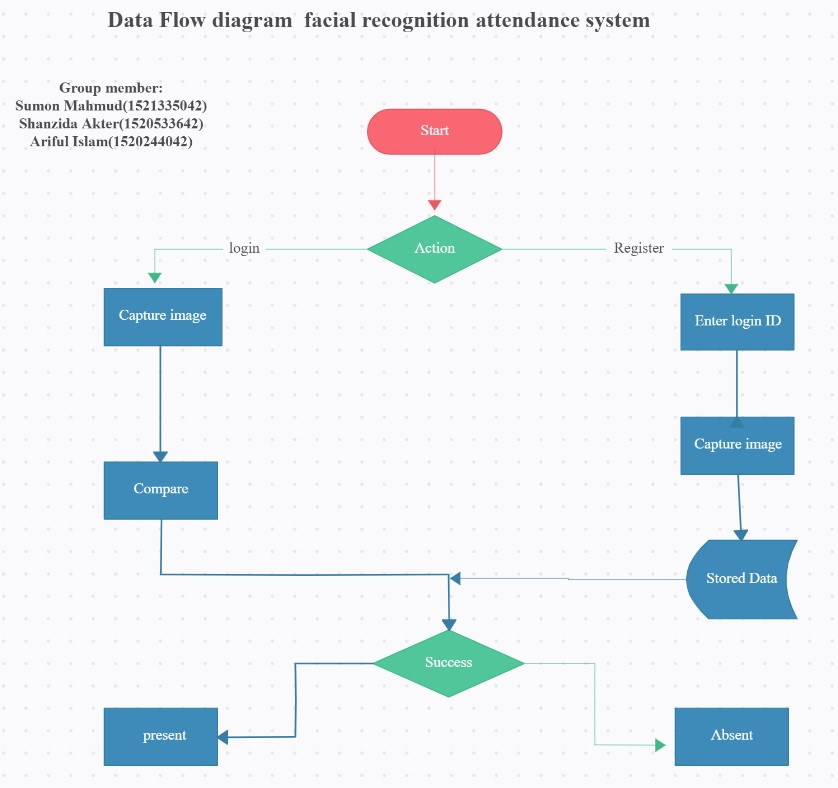 Data Flow diagram facial recognition attendance system
Group member:
Sumon Mahmud(1521335042)
Shanzida Akter(1520533642)
Ariful Islam(1520244042)
Start
Action
login
Register
Capture image
Enter login ID
Capture image
Compare
Stored Data
Success
present
Absent